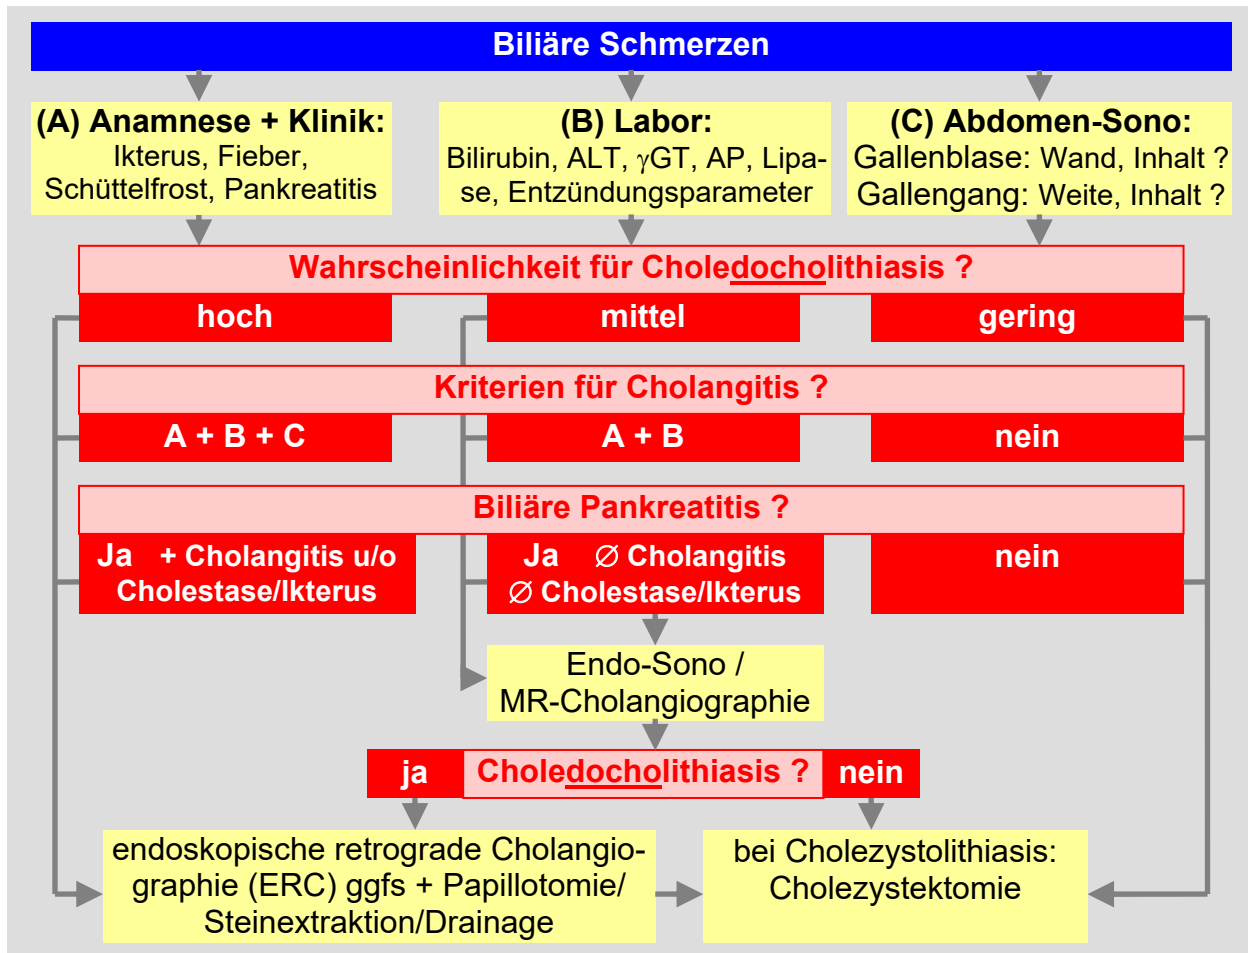 Biliäre Schmerzen
(A) Anamnese + Klinik:
Ikterus, Fieber,
Schüttelfrost, Pankreatitis
(B) Labor:
Bilirubin, ALT, γGT, AP, Lipa-
se, Entzündungsparameter
(C) Abdomen-Sono:
Gallenblase: Wand, Inhalt ?
Gallengang: Weite, Inhalt ?
Wahrscheinlichkeit für Choledocholithiasis ?
hoch
mittel
gering
Kriterien für Cholangitis ?
A + B + C
A + B
nein
Biliäre Pankreatitis ?
Ja + Cholangitis u/o
Cholestase/Ikterus
Ja ∅ Cholangitis
∅ Cholestase/Ikterus
nein
Endo-Sono /
MR-Cholangiographie
ja
Choledocholithiasis ?
nein
endoskopische retrograde Cholangio-
graphie (ERC) ggfs + Papillotomie/
Steinextraktion/Drainage
bei Cholezystolithiasis:
Cholezystektomie